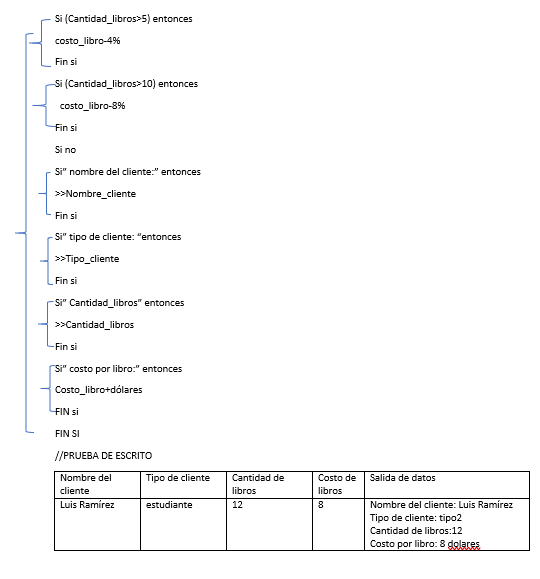 Si (Cantidad_libros>5) entonces
costo_libro-4%
Fin si
Si (Cantidad_libros>10) entonces
costo_libro-8%
Fin si
Si no
Si” nombre del cliente:” entonces
>>Nombre_cliente
Fin si
Si” tipo de cliente: “entonces
>>Tipo_cliente
Fin si
Si” Cantidad_libros” entonces
>>Cantidad_libros
Fin si
Si” costo por libro:” entonces
Costo_libro+dólares
FIN si
FIN SI
//PRUEBA DE ESCRITO
Nombre del cliente
Tipo de cliente
Cantidad de libros
Costo de libros
Salida de datos
Luis Ramírez
estudiante
12
8
Nombre del cliente: Luis Ramírez
Tipo de cliente: tipo2
Cantidad de libros:12
Costo por libro: 8 dolares